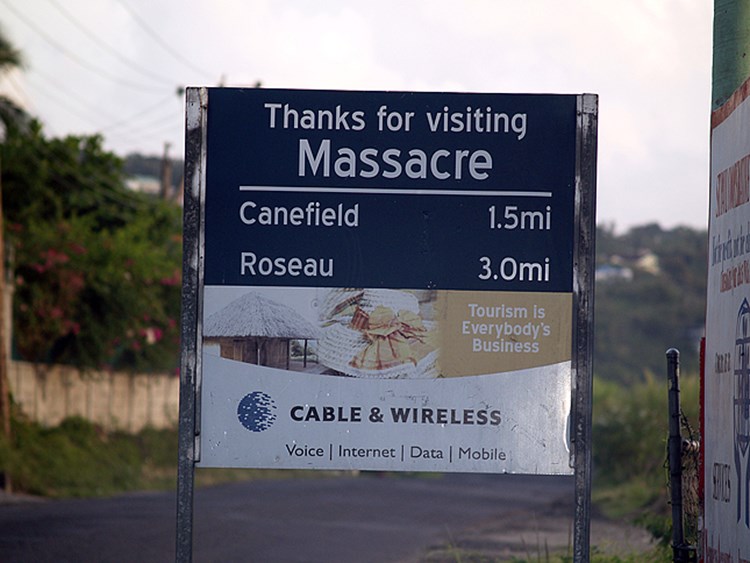 Thanks for visiting
Massacre
Canefield 1.5mi
Roseau 3.0mi
Tourism is
Everybody's
Business
CABLE & WIRELESS
Voice | Internet | Data | Mobile